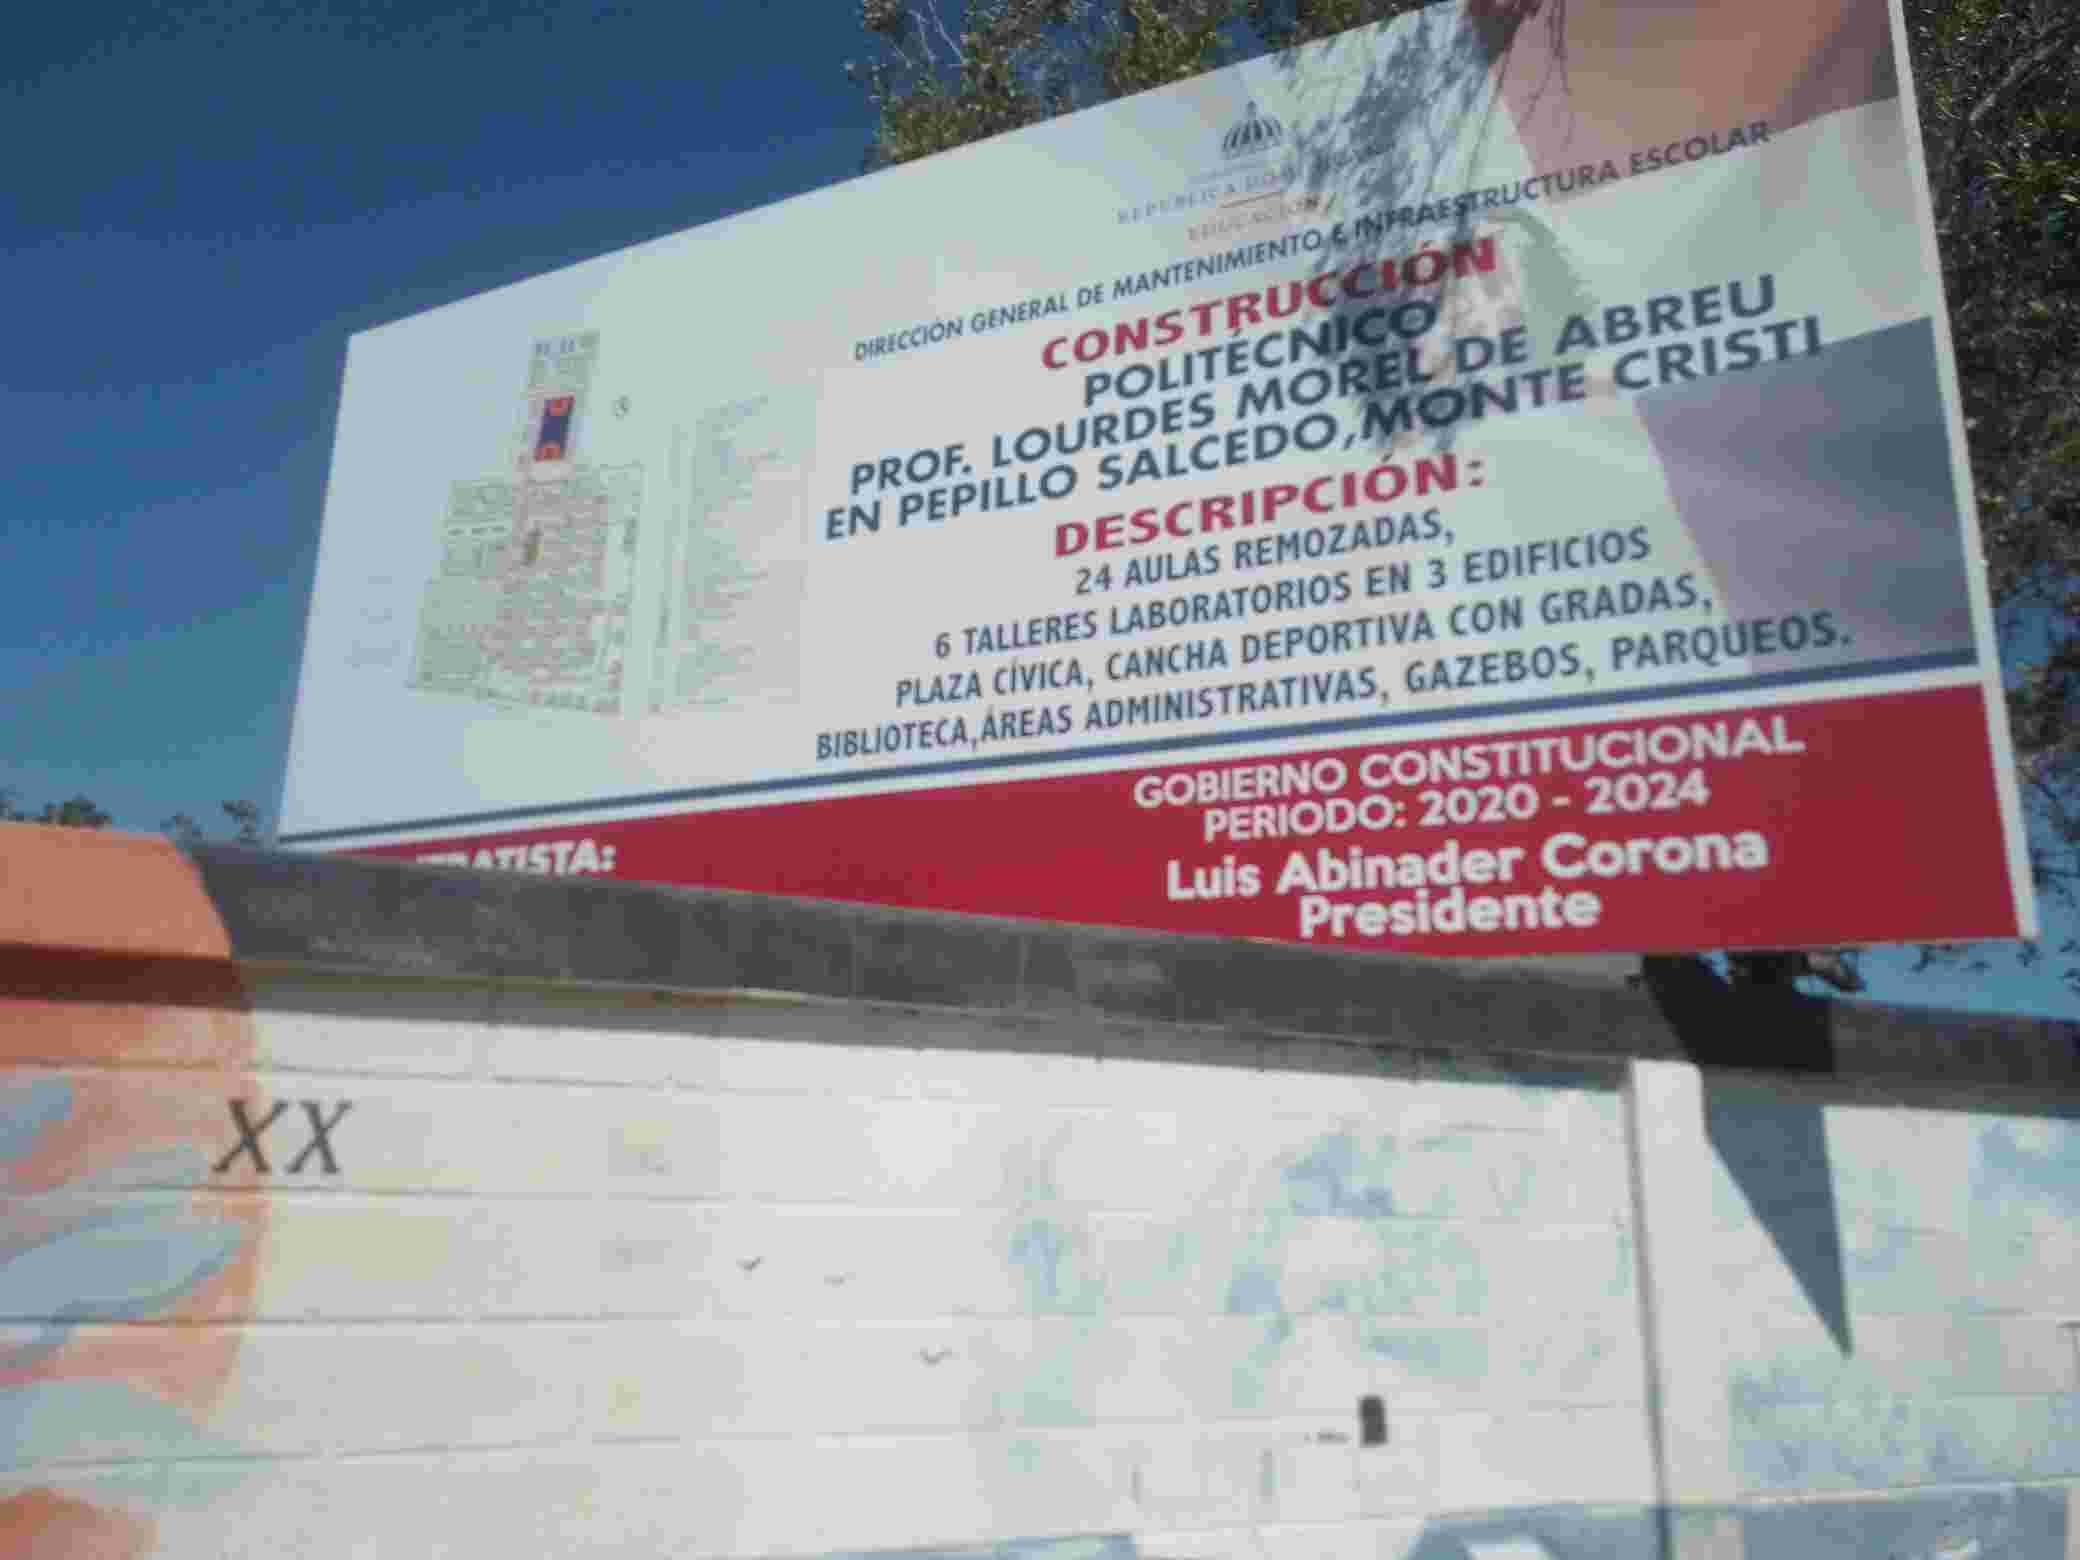 REPÚBLICA
EDUCACIÓN
DIRECCIÓN GENERAL DE MANTENIMIENTO E INFRAESTRUCTURA ESCOLAR
CONSTRUCCIÓN
POLITÉCNICO
PROF. LOURDES MOREL DE ABREU
EN PEPILLO SALCEDO, MONTE CRISTI
DESCRIPCIÓN:
24 AULAS REMOZADAS,
6 TALLERES LABORATORIOS EN 3 EDIFICIOS
PLAZA CÍVICA, CANCHA DEPORTIVA CON GRADAS,
BIBLIOTECA,ÁREAS ADMINISTRATIVAS, GAZEBOS, PARQUEOS.
GOBIERNO CONSTITUCIONAL
PERIODO: 2020 - 2024
Luis Abinader Corona
Presidente
XX